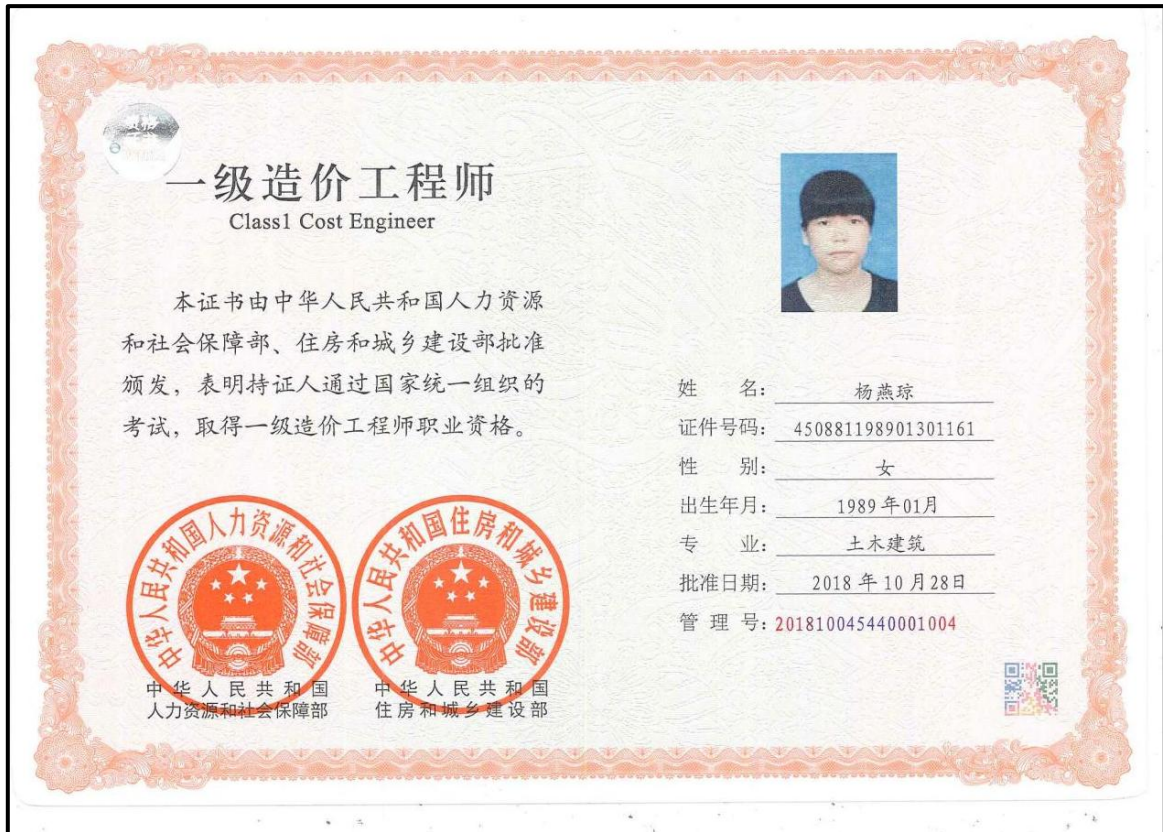 资格
一级造价工程师
Class1 Cost Engineer
本证书由中华人民共和国人力资源
和社会保障部、住房和城乡建设部批准
颁发，表明持证人通过国家统一组织的
考试，取得一级造价工程师职业资格。
中华人民共和国人力资源和社会保障部
中华人民共和国住房和城乡建设部
中华人民共和国
人力资源和社会保障部
中华人民共和国
住房和城乡建设部
姓 名：杨燕琼
证件号码：450881198901301161
性 别：女
出生年月：1989年01月
专 业：土木建筑
批准日期：2018年10月28日
管 理 号：201810045440001004